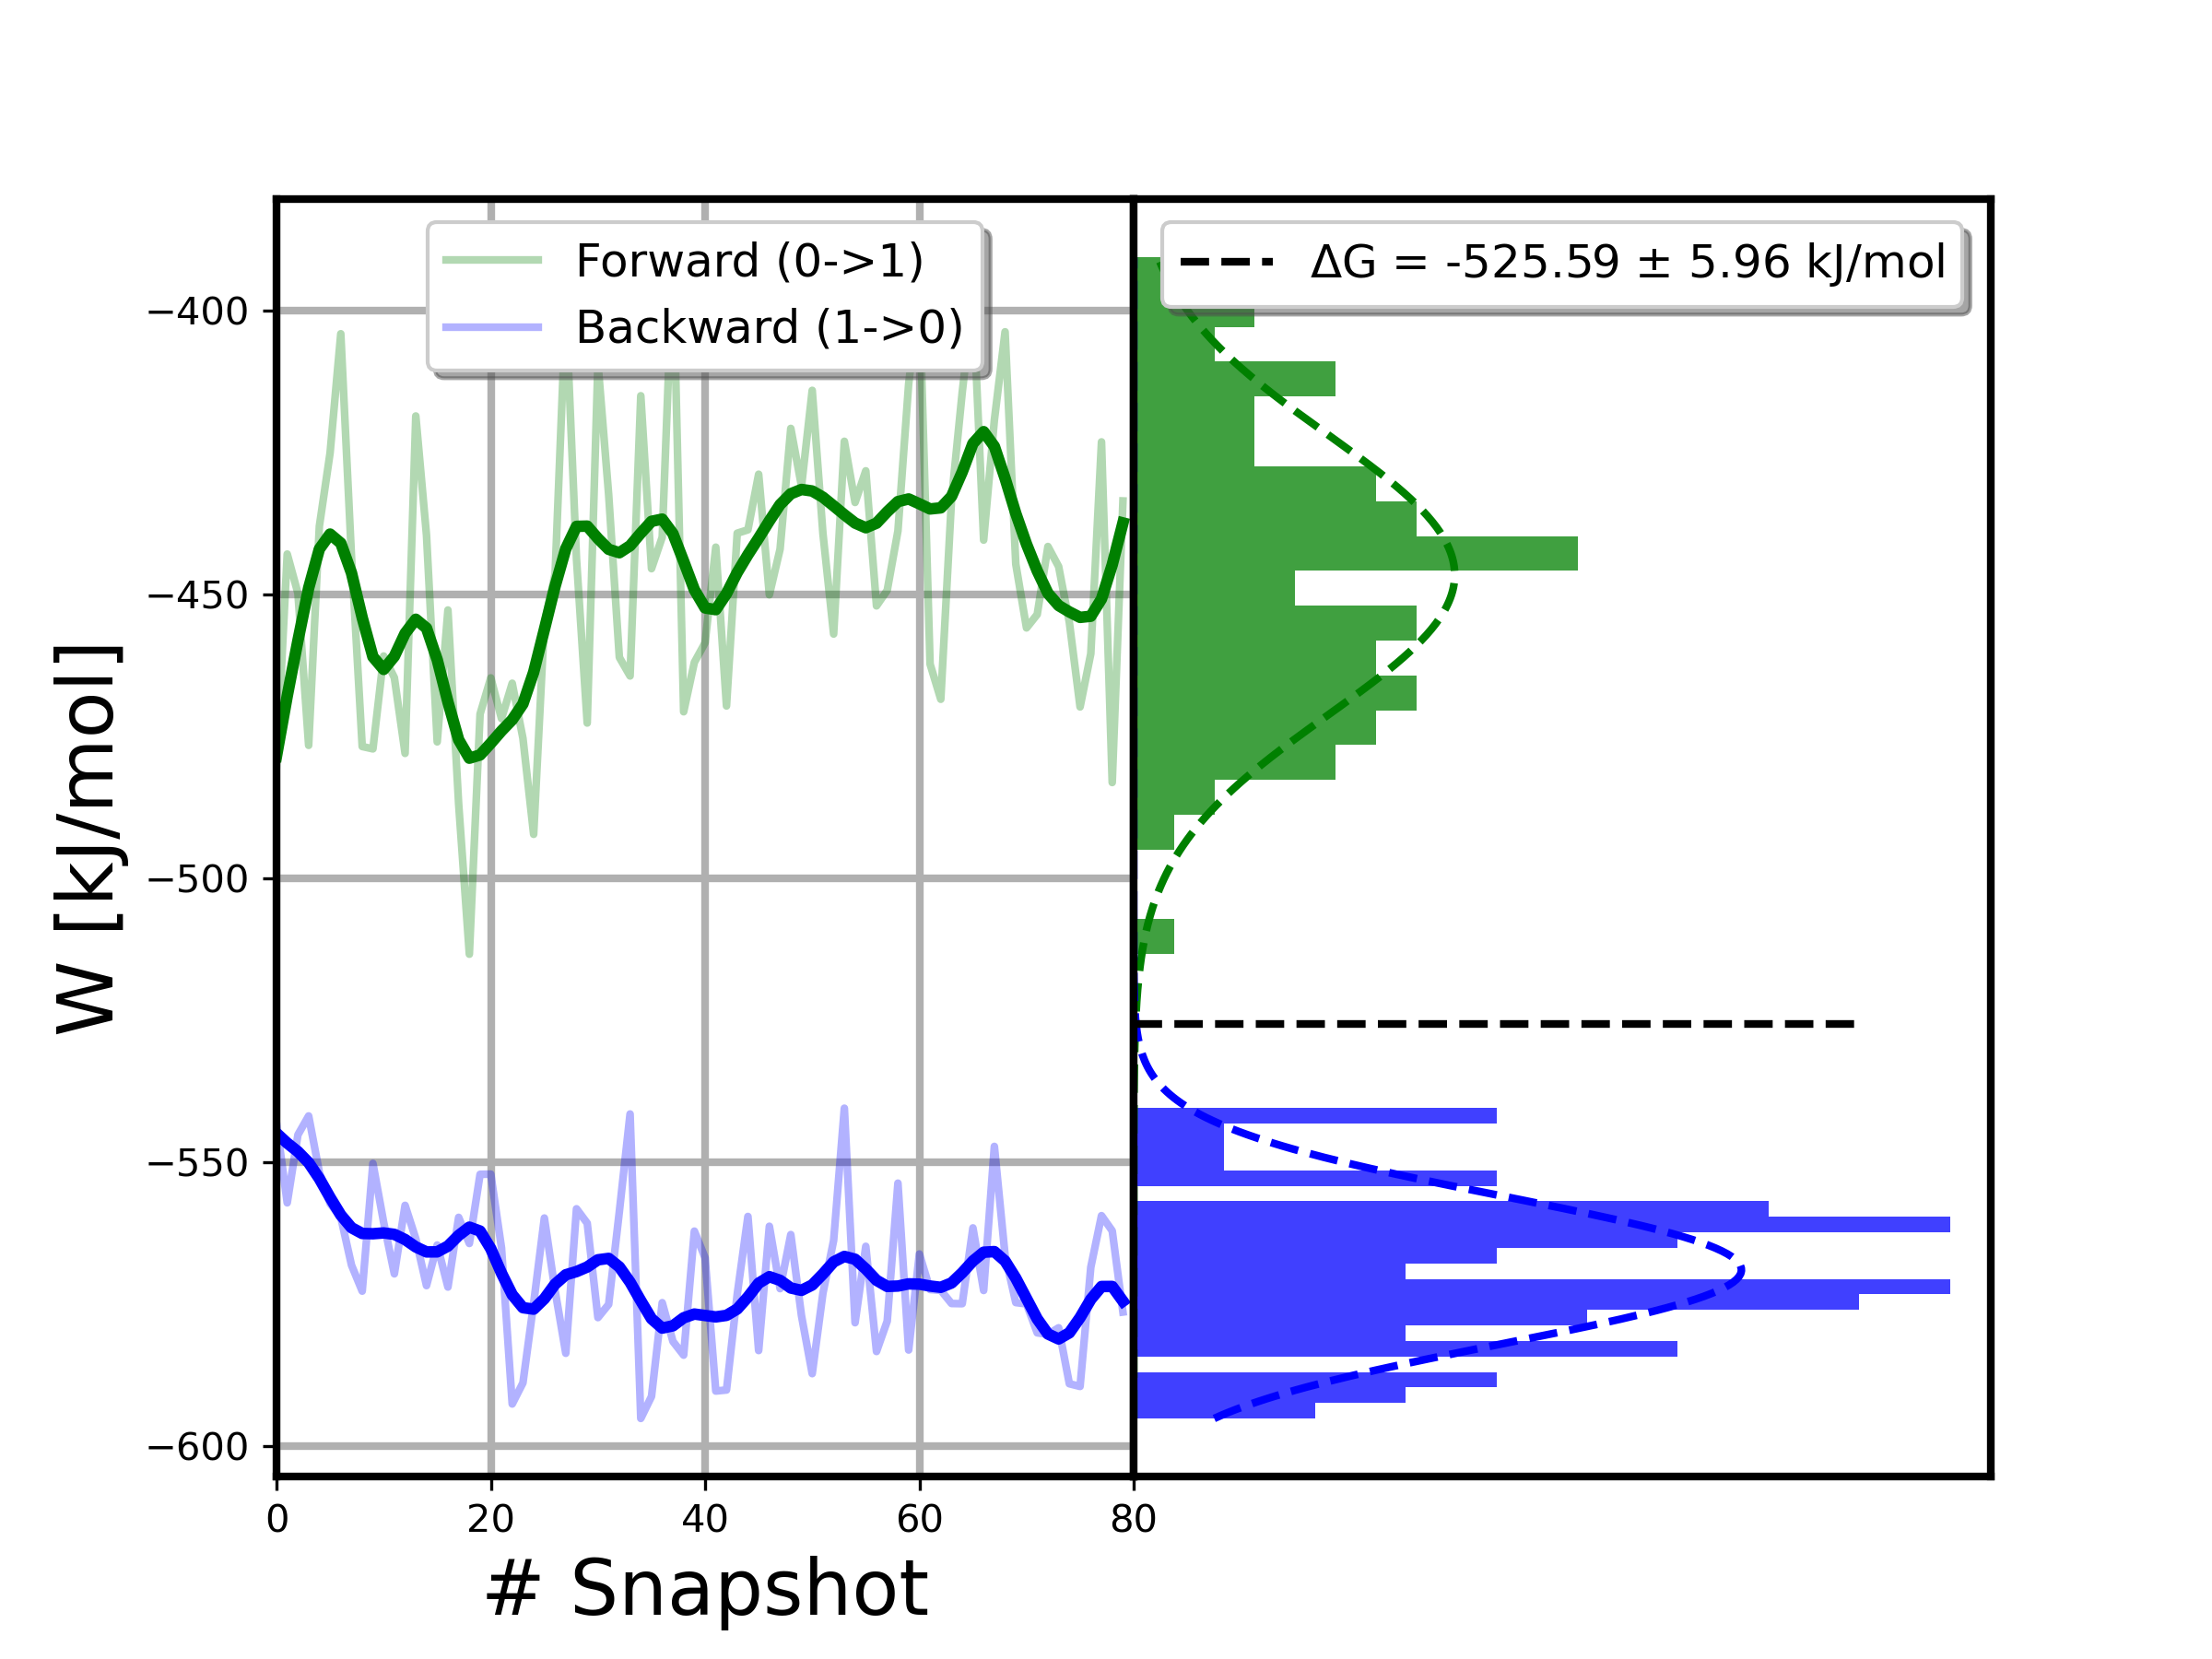 Forward (0->1)
Backward (1->0)
ΔG = -525.59 ± 5.96 kJ/mol
W [kJ/mol]
−400
−450
−500
−550
−600
0 20 40 60 80
# Snapshot